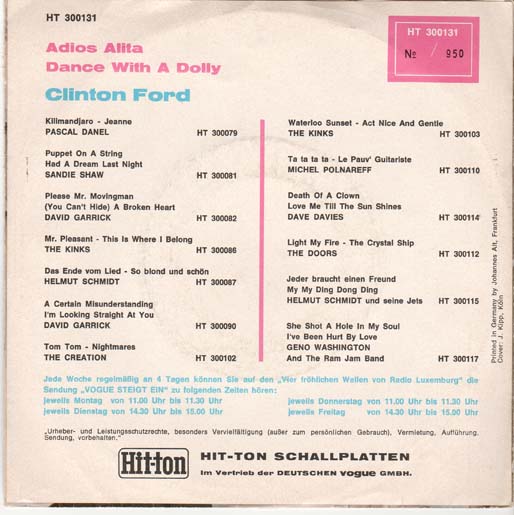 HT 300131
HT 300131
№ / 950
Adios Alita
Dance With A Dolly
Clinton Ford
Kilimandjaro - Jeanne
PASCAL DANEL HT 300079
Puppet On A String
Had A Dream Last Night
SANDIE SHAW HT 300081
Please Mr. Movingman
(You Can't Hide) A Broken Heart
DAVID GARRICK HT 300082
Mr. Pleasant - This Is Where I Belong
THE KINKS HT 300086
Das Ende vom Lied - So blond und schön
HELMUT SCHMIDT HT 300087
A Certain Misunderstanding
I'm Looking Straight At You
DAVID GARRICK HT 300090
Tom Tom - Nightmares
THE CREATION HT 300102
Waterloo Sunset - Act Nice And Gentle
THE KINKS HT 300103
Ta ta ta ta - Le Pauv' Guitariste
MICHEL POLNAREFF HT 300110
Death Of A Clown
Love Me Till The Sun Shines
DAVE DAVIES HT 300114
Light My Fire - The Crystal Ship
THE DOORS HT 300112
Jeder braucht einen Freund
My My Ding Dong Ding
HELMUT SCHMIDT und seine Jets HT 300115
She Shot A Hole In My Soul
I've Been Hurt By Love
GENO WASHINGTON
And The Ram Jam Band HT 300117
Printed in Germany by Johannes Alt, Frankfurt
Cover: J. Kipp, Köln
Jede Woche regelmäßig an 4 Tagen können Sie auf den „Vier fröhlichen Wellen von Radio Luxemburg" die
Sendung „VOGUE STEIGT EIN" zu folgenden Zeiten hören:
jeweils Montag von 11.00 Uhr bis 11.30 Uhr jeweils Donnerstag von 11.00 Uhr bis 11.30 Uhr
jeweils Dienstag von 14.30 Uhr bis 15.00 Uhr jeweils Freitag von 14.30 Uhr bis 15.00 Uhr
„Urheber- und Leistungsschutzrechte, besonders Vervielfältigung (außer zum persönlichen Gebrauch), Vermietung, Aufführung,
Sendung, vorbehalten."
Hit-ton HIT-TON SCHALLPLATTEN
Im Vertrieb der DEUTSCHEN vogue GMBH.